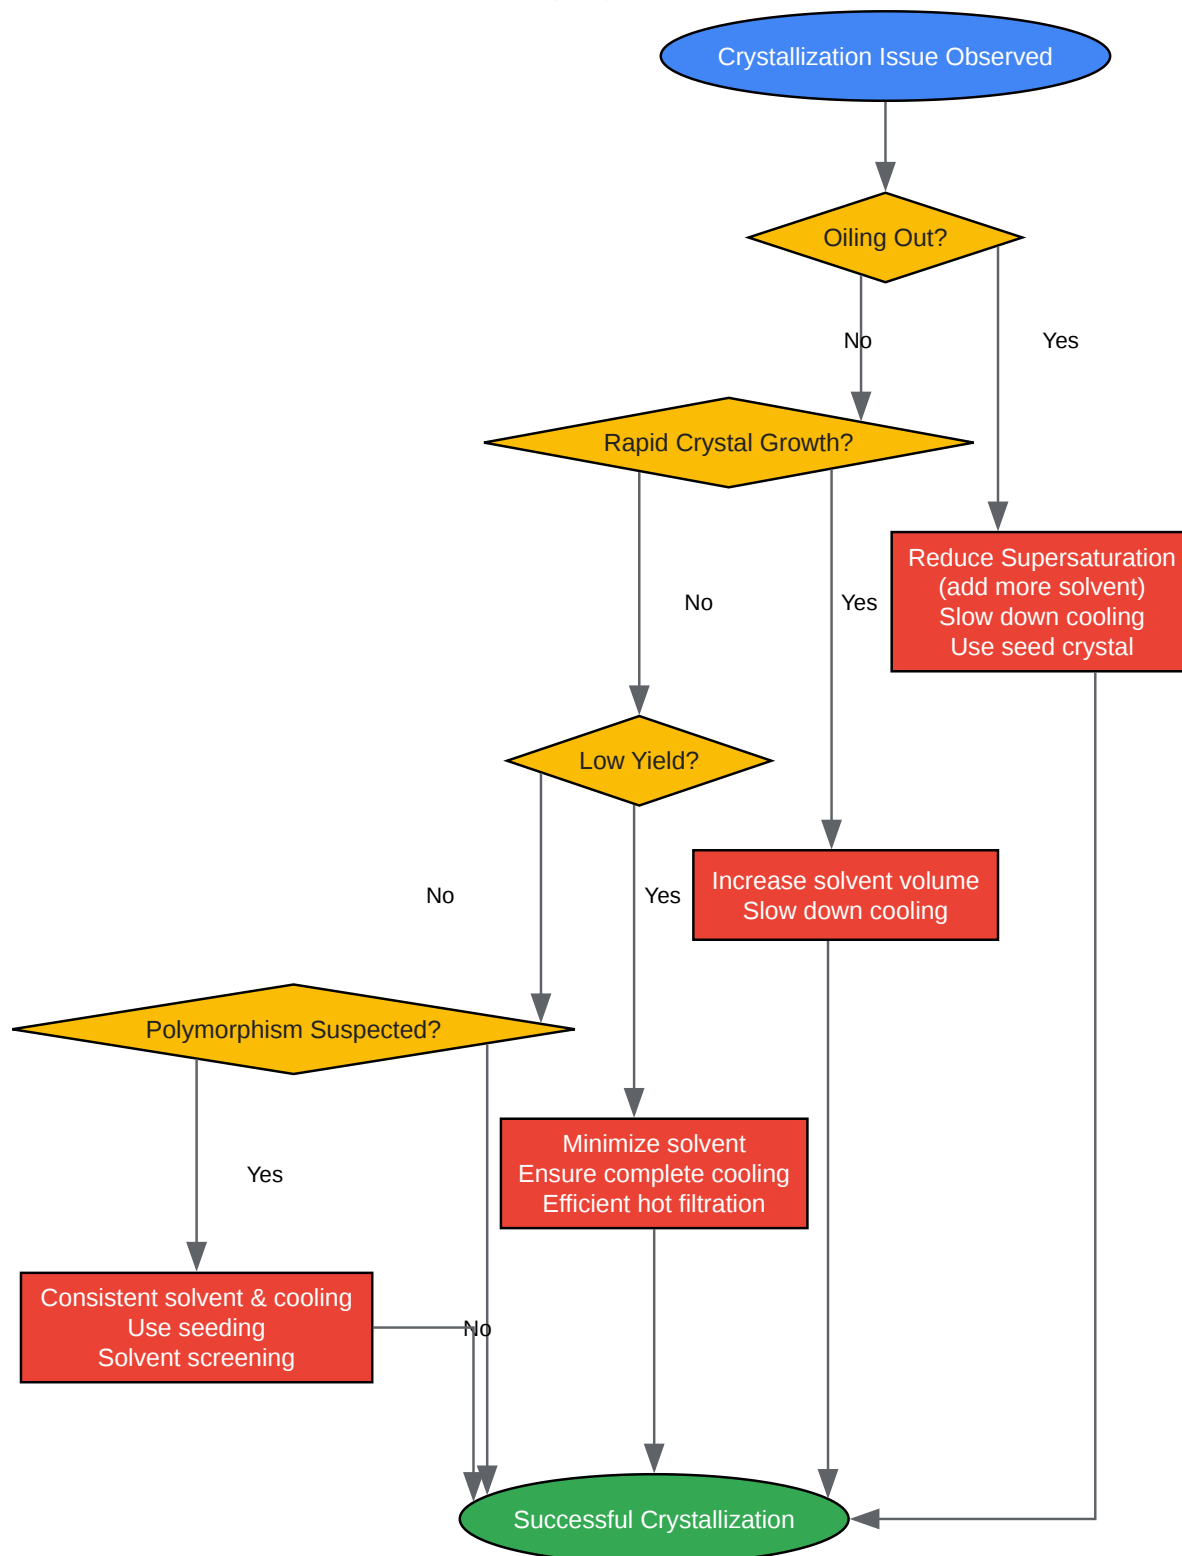 Crystallization Issue Observed
Oiling Out?
No
Yes
Rapid Crystal Growth?
Reduce Supersaturation
(add more solvent)
Slow down cooling
Use seed crystal
No
Yes
Low Yield?
Increase solvent volume
Slow down cooling
No
Yes
Polymorphism Suspected?
Minimize solvent
Ensure complete cooling
Efficient hot filtration
Yes
Consistent solvent & cooling
Use seeding
Solvent screening
No
Successful Crystallization